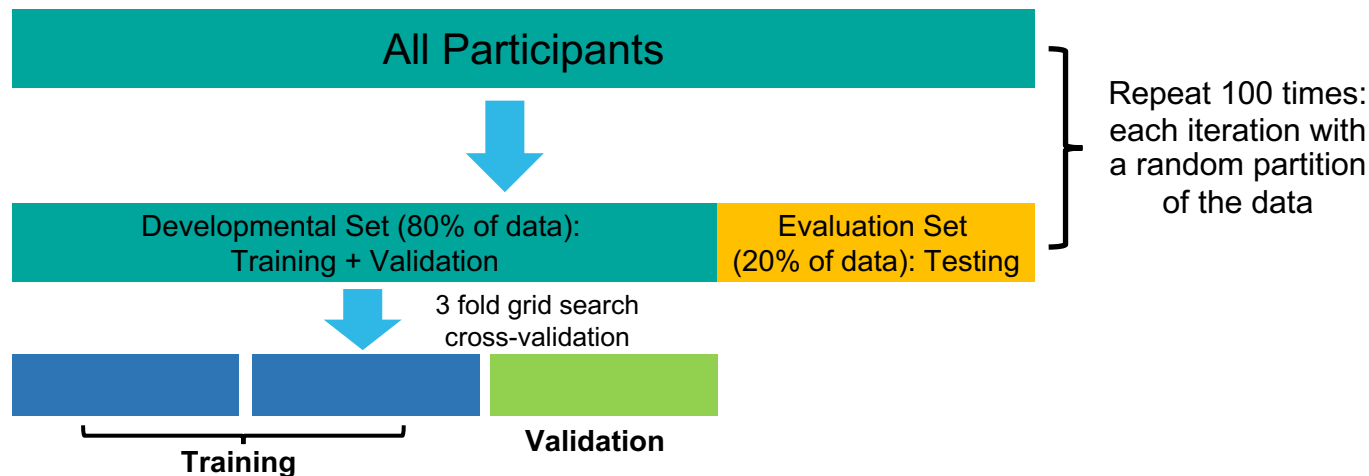 All Participants
Repeat 100 times:
each iteration with
a random partition
of the data
Developmental Set (80% of data):
Training + Validation
Evaluation Set
(20% of data): Testing
3 fold grid search
cross-validation
Training
Validation